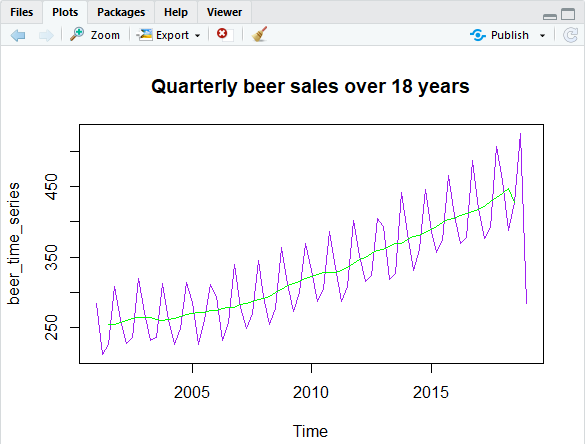 Files Plots Packages Help Viewer
Zoom Export Publish
Quarterly beer sales over 18 years
beer_time_series
450
350
250
2005 2010 2015
Time